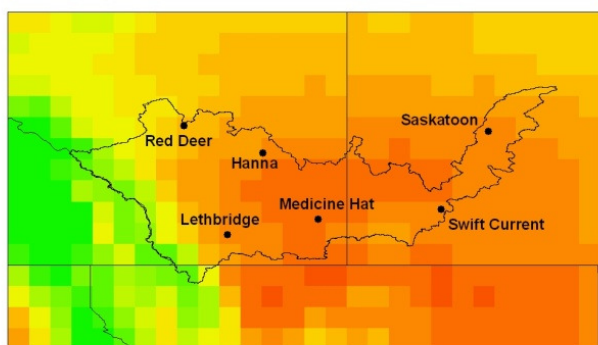 Saskatoon
Red Deer
Hanna
Medicine Hat
Lethbridge
Swift Current